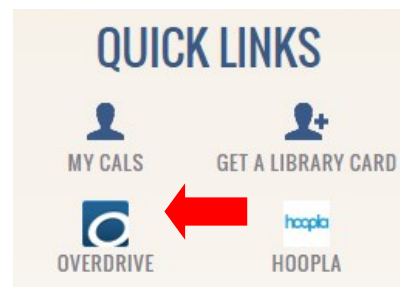 QUICK LINKS
MY CALS GET A LIBRARY CARD
hoopla
OVERDRIVE HOOPLA